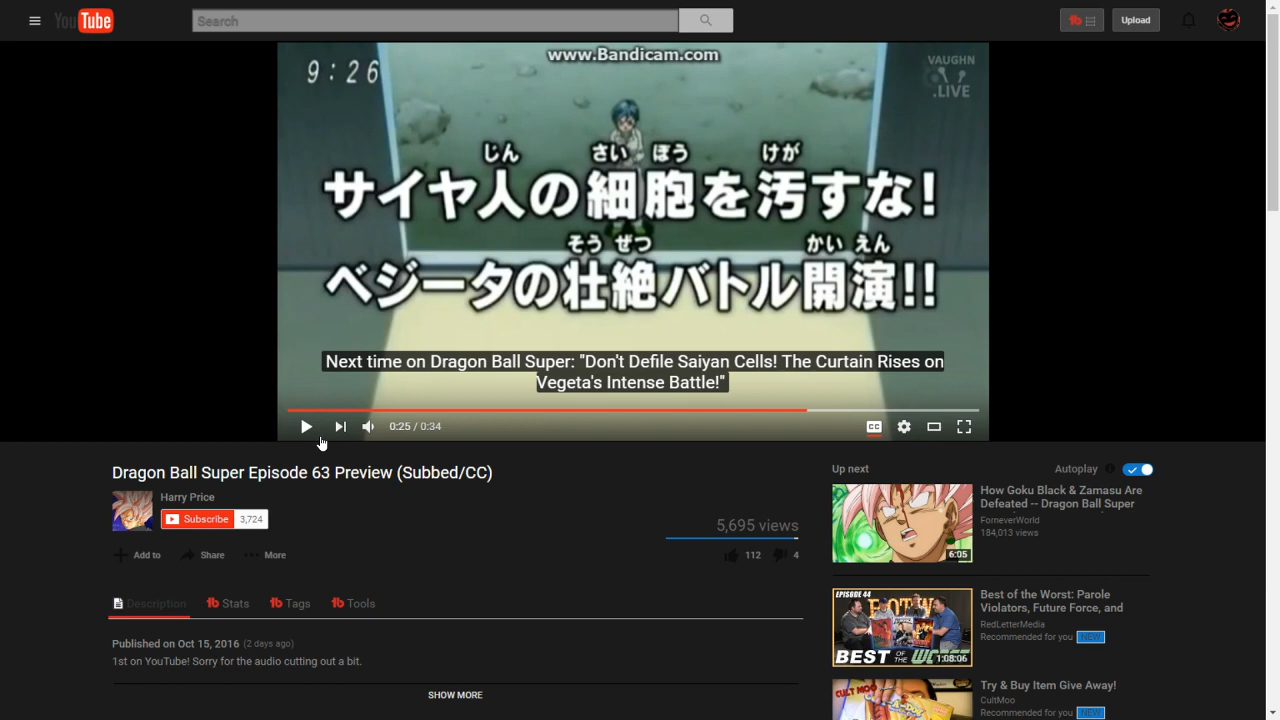 YouTube
Search
Upload
www.Bandicam.com
9:26
VAUGHN
.LIVE
じん さい ぼう けが
サイヤ人の細胞を汚すな!
そう ぜつ かい えん
ベジータの壮絶バトル開演!!
Next time on Dragon Ball Super: "Don't Defile Saiyan Cells! The Curtain Rises on
Vegeta's Intense Battle!"
0:25 / 0:34
CC
Dragon Ball Super Episode 63 Preview (Subbed/CC)
Harry Price
Subscribe 3,724
5,695 views
Add to Share More
112 4
Description Stats Tags Tools
Published on Oct 15, 2016 (2 days ago)
1st on YouTube! Sorry for the audio cutting out a bit.
SHOW MORE
Up next Autoplay
How Goku Black & Zamasu Are
Defeated -- Dragon Ball Super
ForneverWorld
184,013 views
6:05
EPISODE 44
BOTW
BEST OF THE WORST
1:08:06
Best of the Worst: Parole
Violators, Future Force, and
RedLetterMedia
Recommended for you NEW
CULT MOO
Try & Buy Item Give Away!
CultMoo
Recommended for you NEW